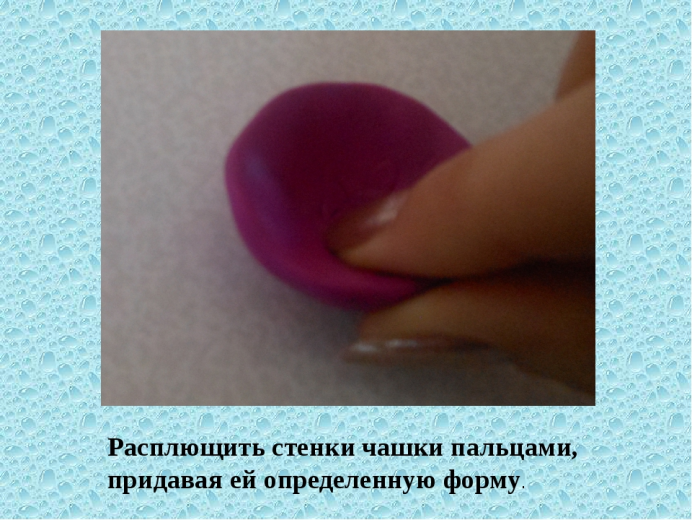 Расплющить стенки чашки пальцами,
придавая ей определенную форму.